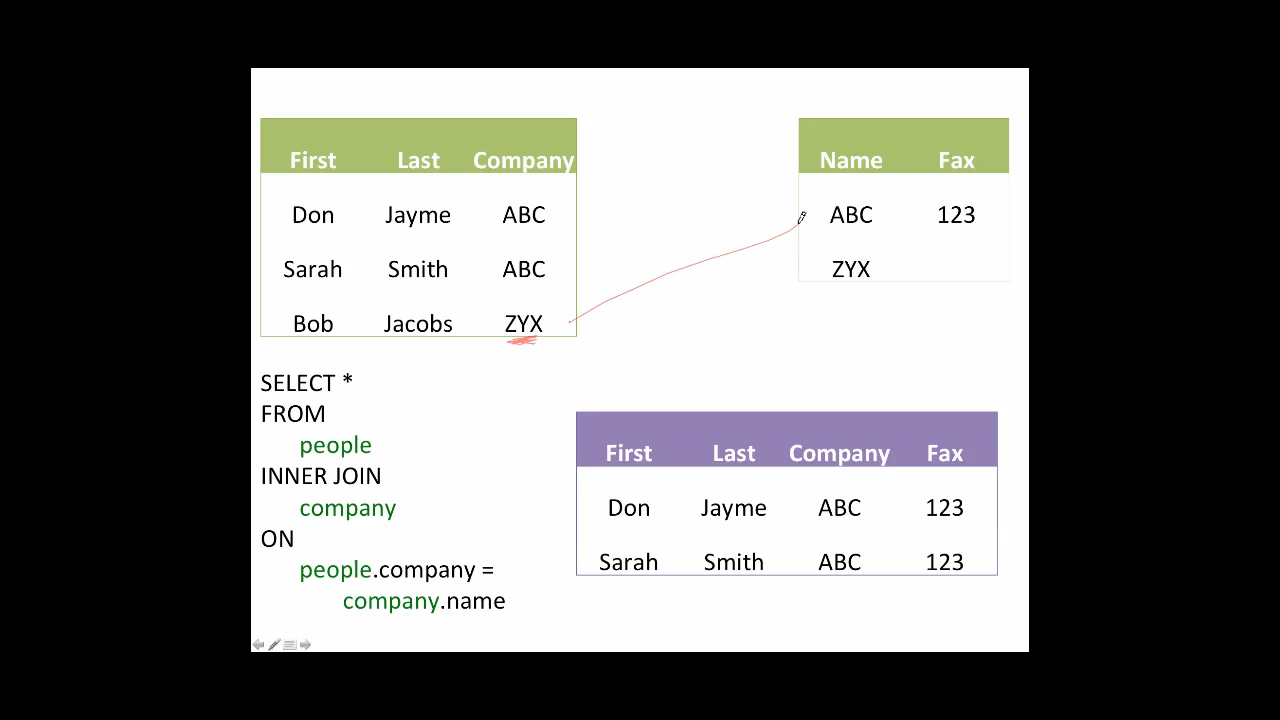 First Last Company
Don Jayme ABC
Sarah Smith ABC
Bob Jacobs ZYX
Name Fax
ABC 123
ZYX
SELECT *
FROM
people
INNER JOIN
company
ON
people.company =
company.name
First Last Company Fax
Don Jayme ABC 123
Sarah Smith ABC 123